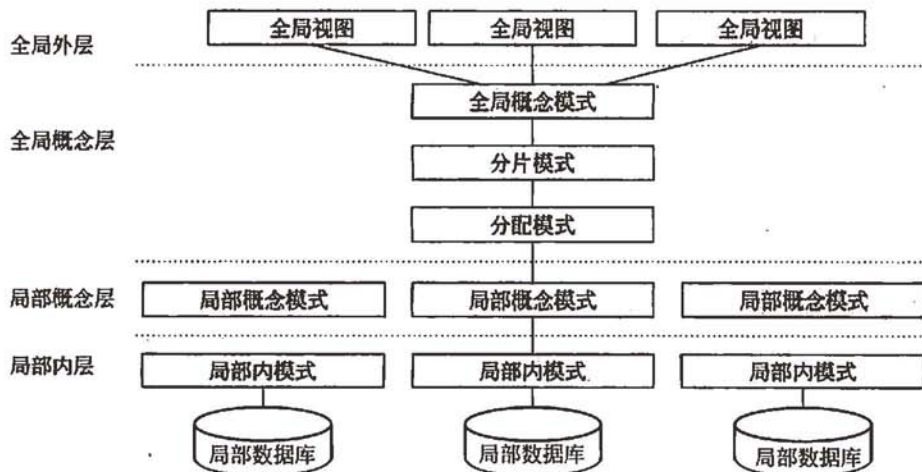 全局外层 全局视图 全局视图 全局视图
全局概念层 全局概念模式
分片模式
分配模式
局部概念层 局部概念模式 局部概念模式 局部概念模式
局部内层 局部内模式 局部内模式 局部内模式
局部数据库 局部数据库 局部数据库